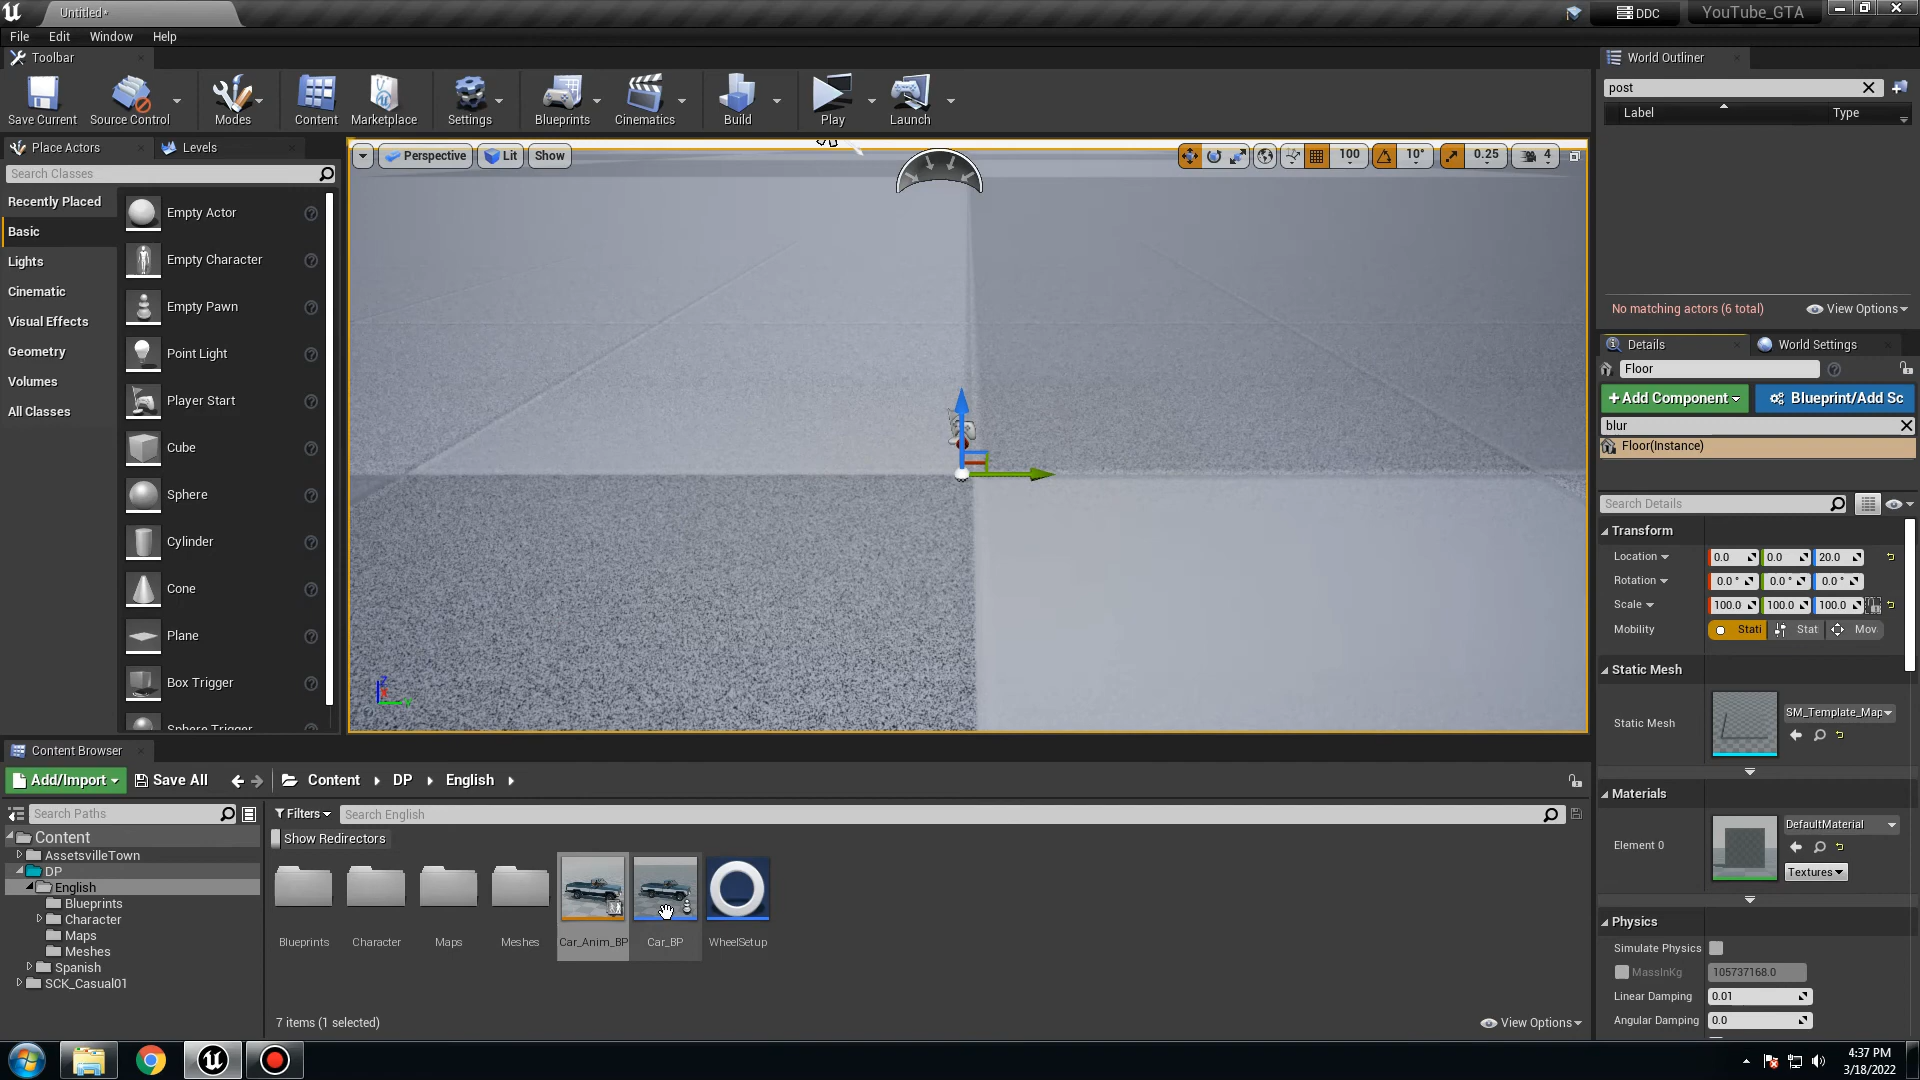 Untitled*
DDC
YouTube_GTA
File Edit Window Help
Toolbar
World Outliner
Save Current
Source Control
Modes
Content
Marketplace
Settings
Blueprints
Cinematics
Build
Play
Launch
post
Label
Type
Place Actors
Levels
Perspective
Lit
Show
100
10°
0.25
4
Search Classes
Recently Placed
Basic
Lights
Cinematic
Visual Effects
Geometry
Volumes
All Classes
Empty Actor
Empty Character
Empty Pawn
Point Light
Player Start
Cube
Sphere
Cylinder
Cone
Plane
Box Trigger
Sphere Trigger
No matching actors (6 total)
View Options
Details
World Settings
Floor
+Add Component
Blueprint/Add Sc
blur
Floor(Instance)
Search Details
Transform
Location 0.0 0.0 20.0
Rotation 0.0 ° 0.0 ° 0.0 °
Scale 100.0 100.0 100.0
Mobility Stati Stat Mov
Static Mesh
Static Mesh
SM_Template_Map
Materials
Element 0
DefaultMaterial
Textures
Physics
Simulate Physics
MassInKg 105737168.0
Linear Damping 0.01
Angular Damping 0.0
Content Browser
Add/Import
Save All
Content
DP
English
Search Paths
Filters
Search English
Show Redirectors
Content
AssetsvilleTown
DP
English
Blueprints
Character
Maps
Meshes
Spanish
SCK_Casual01
Blueprints
Character
Maps
Meshes
Car_Anim_BP
Car_BP
WheelSetup
7 items (1 selected)
View Options
4:37 PM
3/18/2022